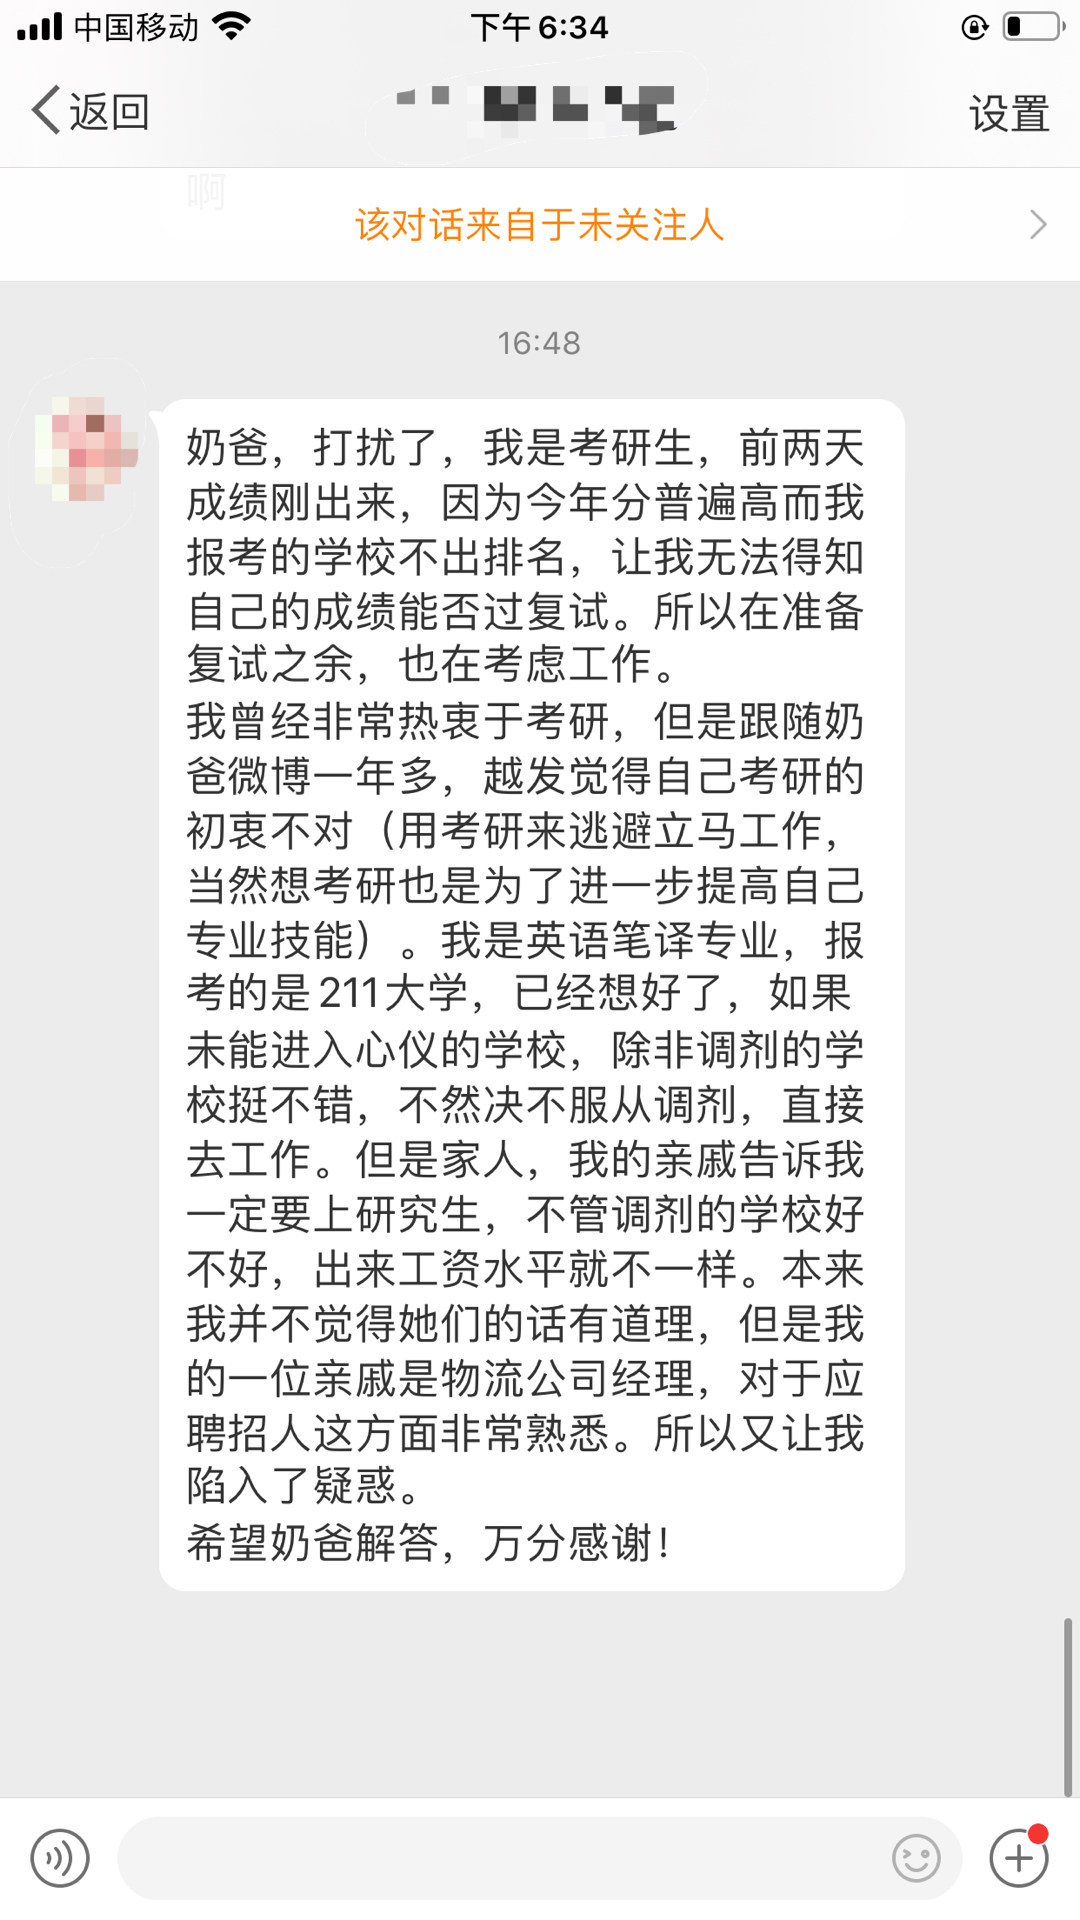 中国移动
下午6:34
返回
设置
啊
该对话来自于未关注人
16:48
奶爸，打扰了，我是考研生，前两天
成绩刚出来，因为今年分普遍高而我
报考的学校不出排名，让我无法得知
自己的成绩能否过复试。所以在准备
复试之余，也在考虑工作。
我曾经非常热衷于考研，但是跟随奶
爸微博一年多，越发觉得自己考研的
初衷不对（用考研来逃避立马工作，
当然想考研也是为了进一步提高自己
专业技能）。我是英语笔译专业，报
考的是211大学，已经想好了，如果
未能进入心仪的学校，除非调剂的学
校挺不错，不然决不服从调剂，直接
去工作。但是家人，我的亲戚告诉我
一定要上研究生，不管调剂的学校好
不好，出来工资水平就不一样。本来
我并不觉得她们的话有道理，但是我
的一位亲戚是物流公司经理，对于应
聘招人这方面非常熟悉。所以又让我
陷入了疑惑。
希望奶爸解答，万分感谢！